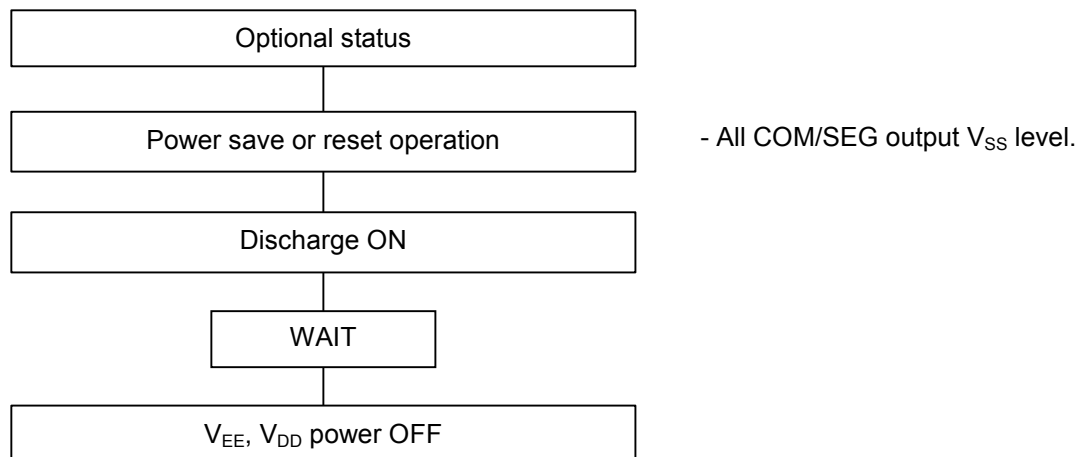 Optional status
Power save or reset operation
- All COM/SEG output VSS level.
Discharge ON
WAIT
VEE, VDD power OFF